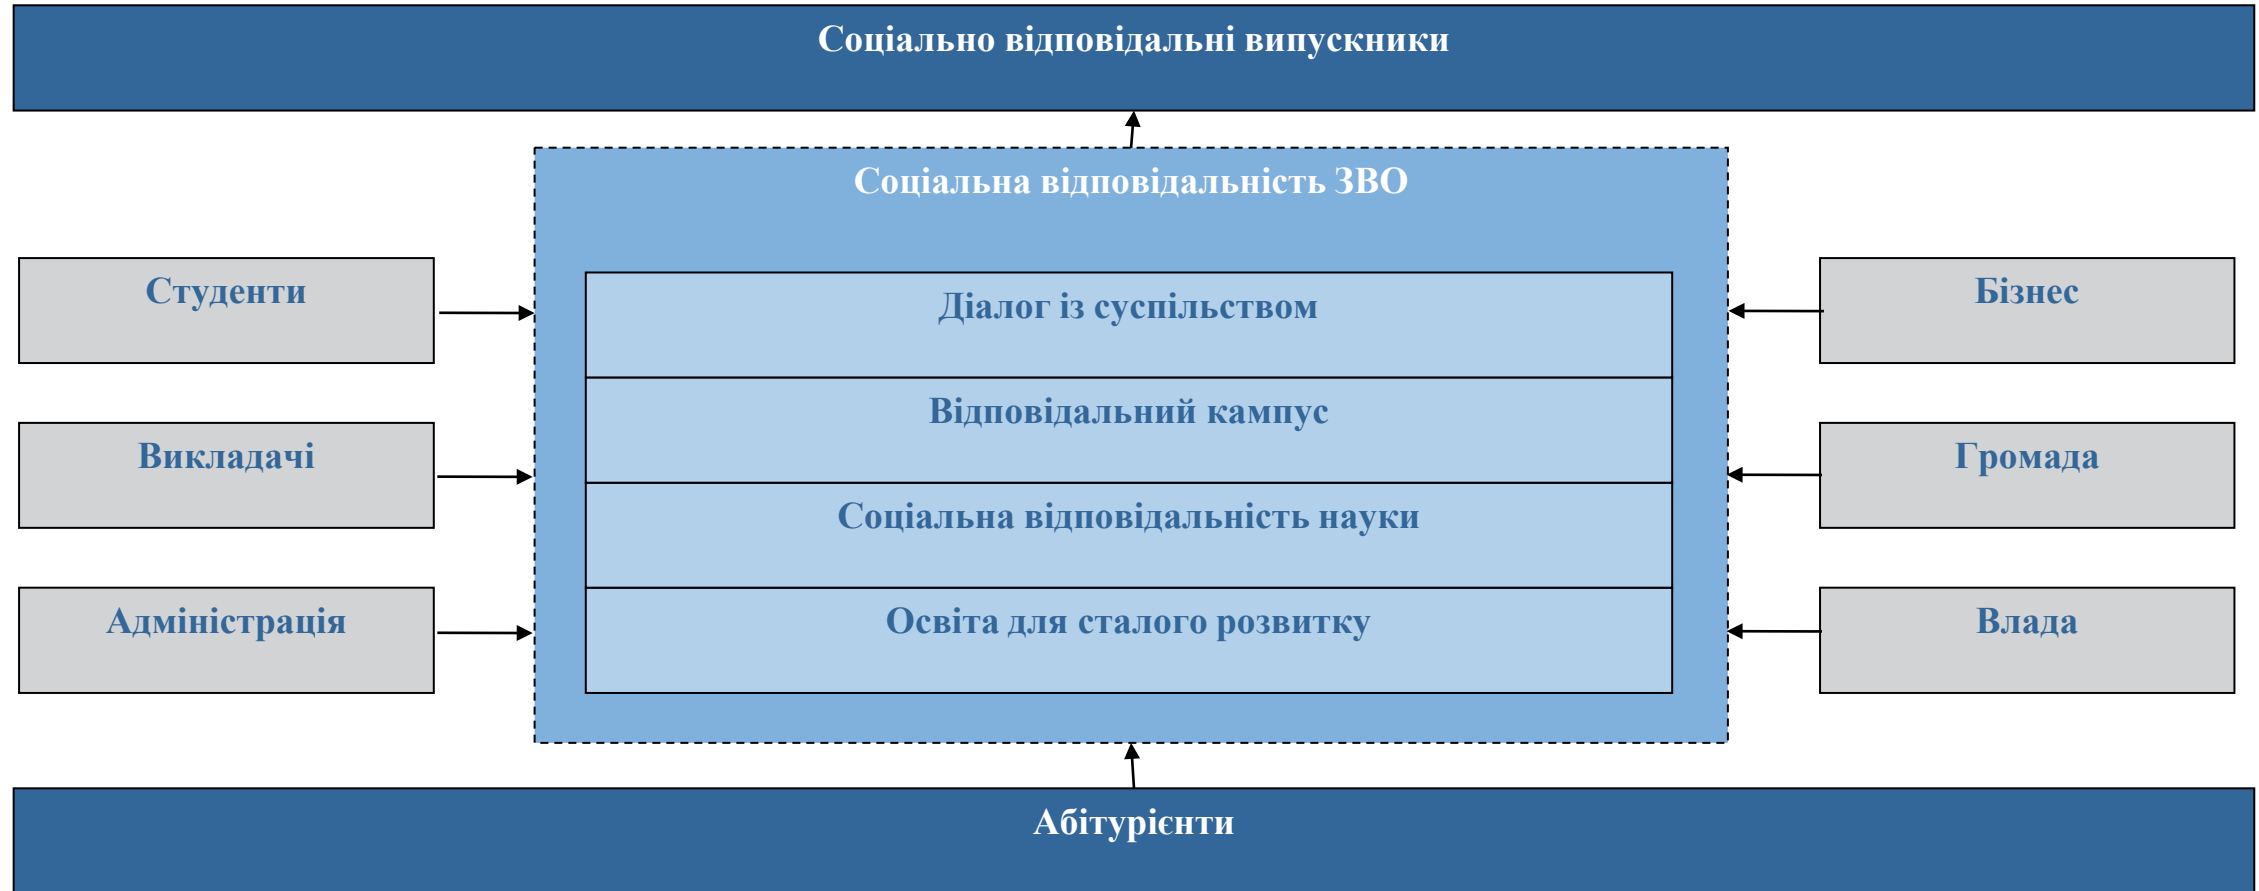 Соціально відповідальні випускники
Соціальна відповідальність ЗВО
Студенти
Викладачі
Адміністрація
Діалог із суспільством
Відповідальний кампус
Соціальна відповідальність науки
Освіта для сталого розвитку
Бізнес
Громада
Влада
Абітурієнти